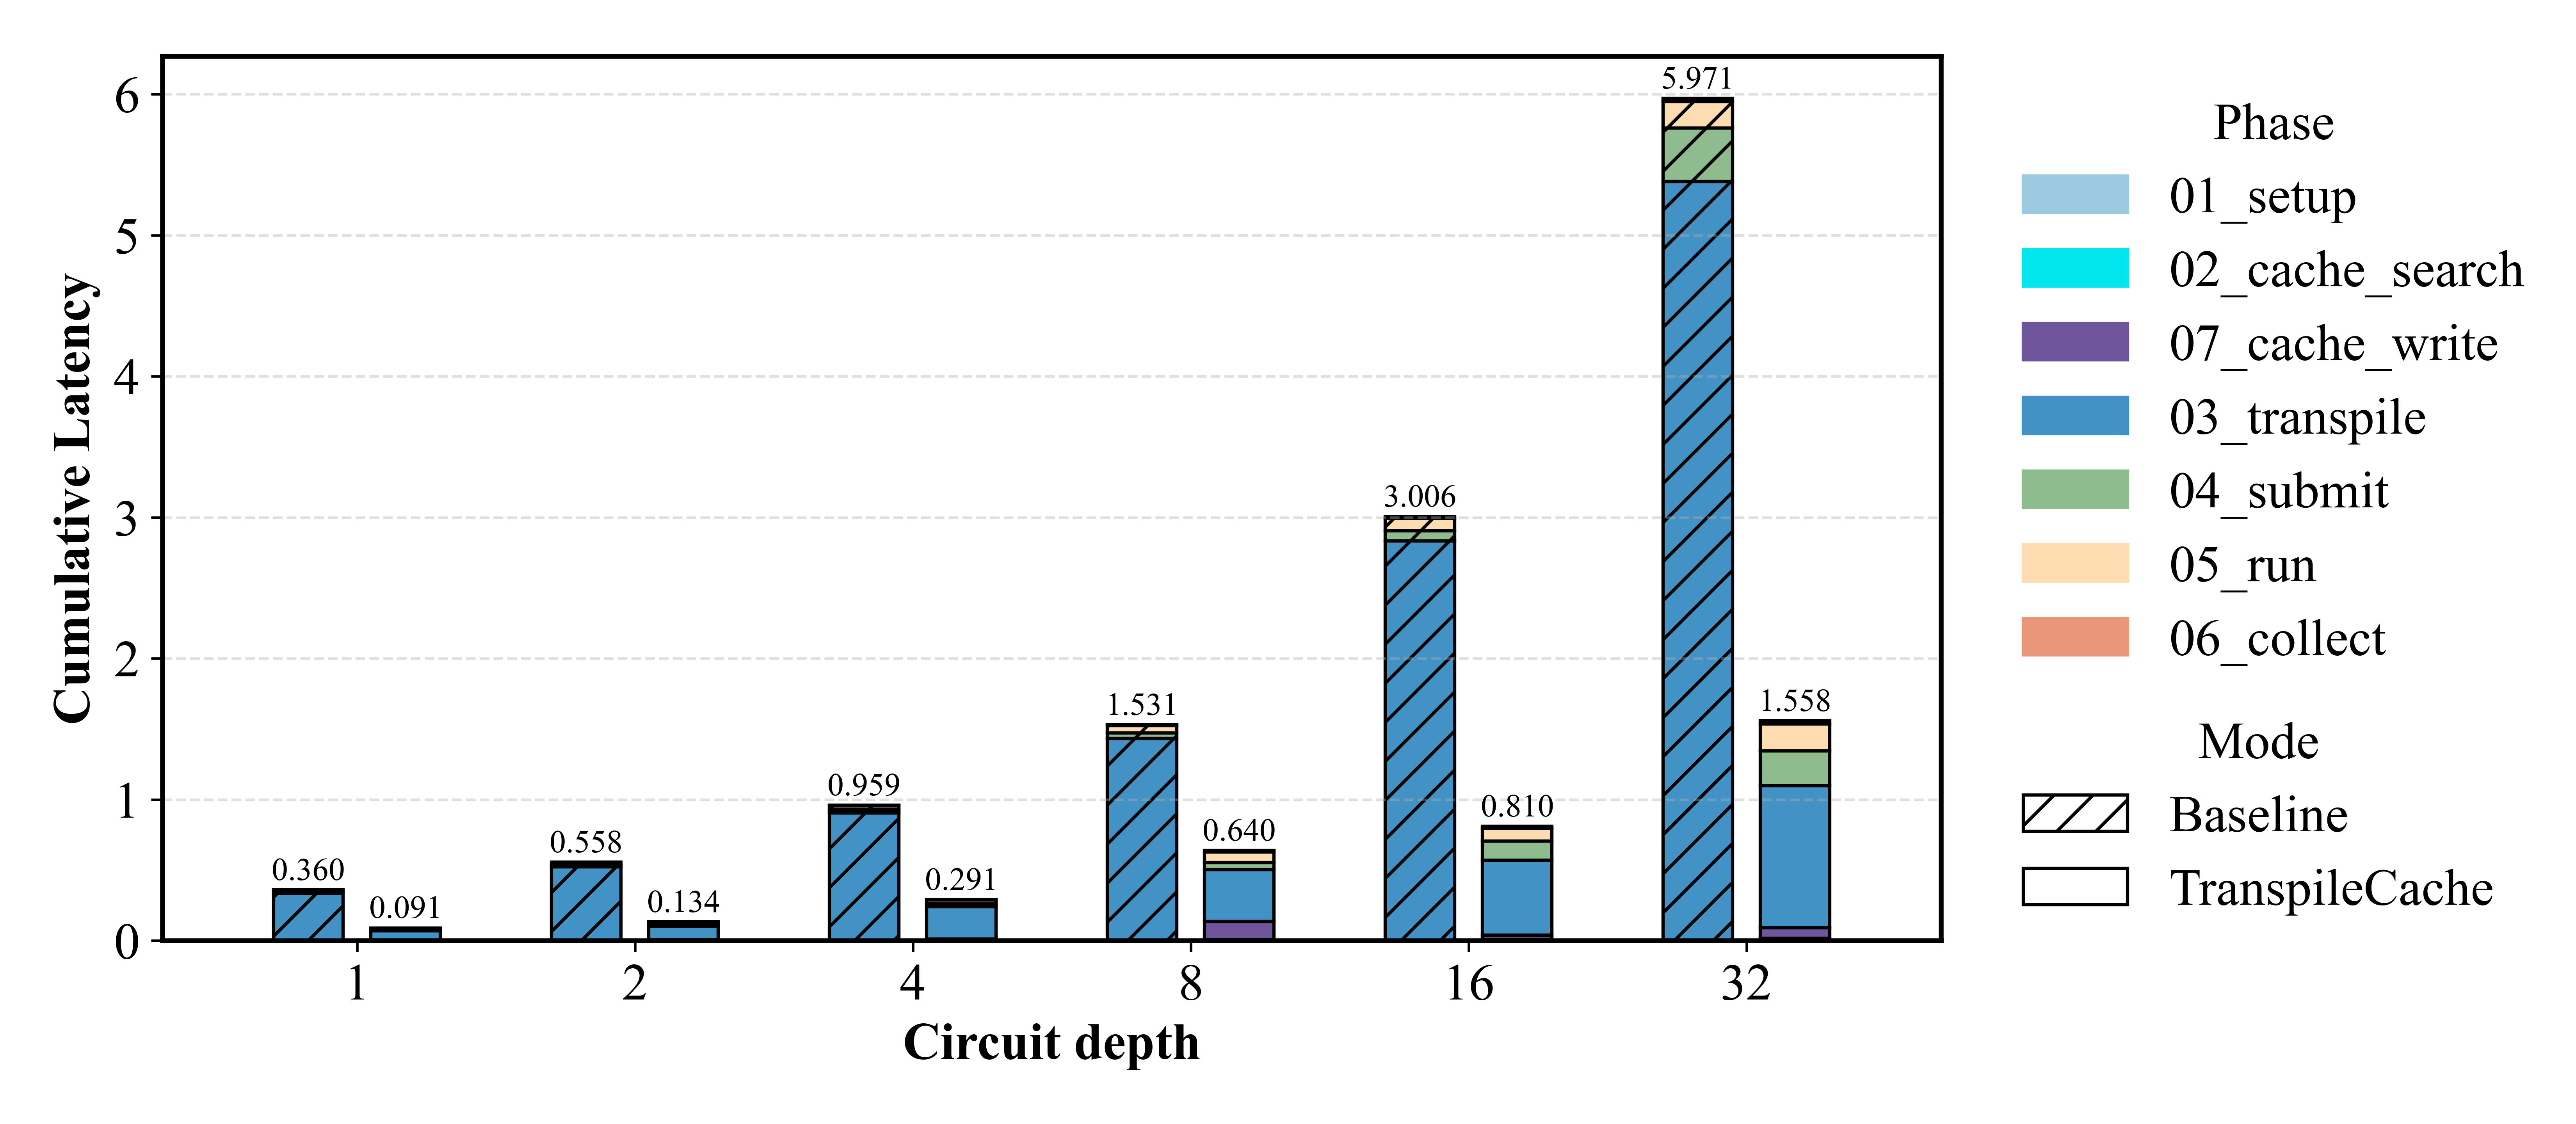 Cumulative Latency
6
5
4
3
2
1
0
0.360
0.091
0.558
0.134
0.959
0.291
1.531
0.640
3.006
0.810
5.971
1.558
1
2
4
8
16
32
Circuit depth
Phase
01_setup
02_cache_search
07_cache_write
03_transpile
04_submit
05_run
06_collect
Mode
Baseline
TranspileCache